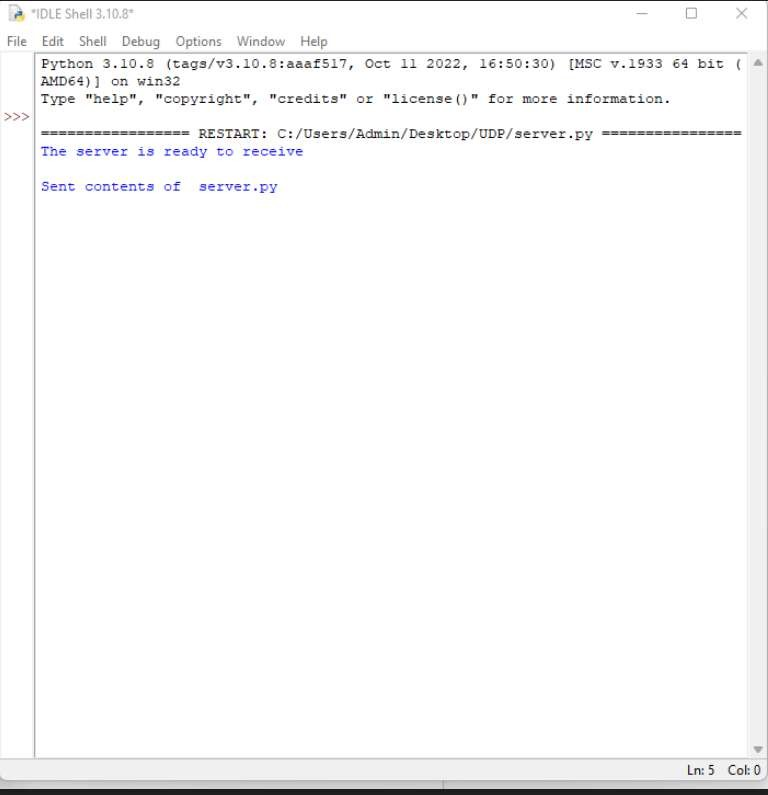 *IDLE Shell 3.10.8*
File Edit Shell Debug Options Window Help
Python 3.10.8 (tags/v3.10.8:aaaf517, Oct 11 2022, 16:50:30) [MSC v.1933 64 bit (
AMD64)] on win32
Type "help", "copyright", "credits" or "license()" for more information.
>>>
================= RESTART: C:/Users/Admin/Desktop/UDP/server.py ================
The server is ready to receive
Sent contents of  server.py
Ln: 5 Col: 0